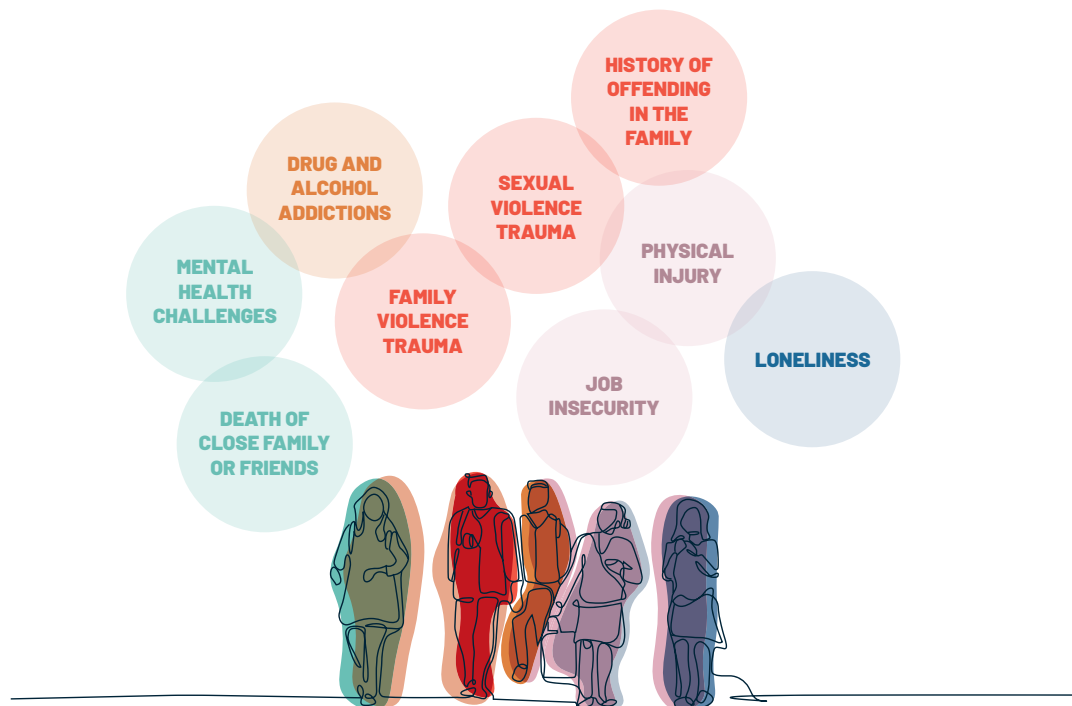 HISTORY OF
OFFENDING
IN THE
FAMILY
DRUG AND
ALCOHOL
ADDICTIONS
SEXUAL
VIOLENCE
TRAUMA
PHYSICAL
INJURY
MENTAL
HEALTH
CHALLENGES
FAMILY
VIOLENCE
TRAUMA
LONELINESS
JOB
INSECURITY
DEATH OF
CLOSE FAMILY
OR FRIENDS